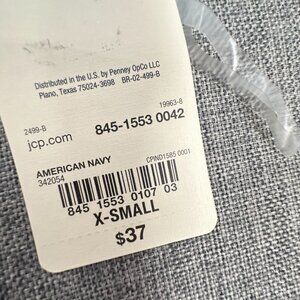 Distributed in the U.S. by Penney OpCo LLC
Plano, Texas 75024-3698 BR-02-499-B
2499-B 19963-8
jcp.com 845-1553 0042
AMERICAN NAVY CPIND1585 0001
342054
845 1553 0107 03
X-SMALL
$37